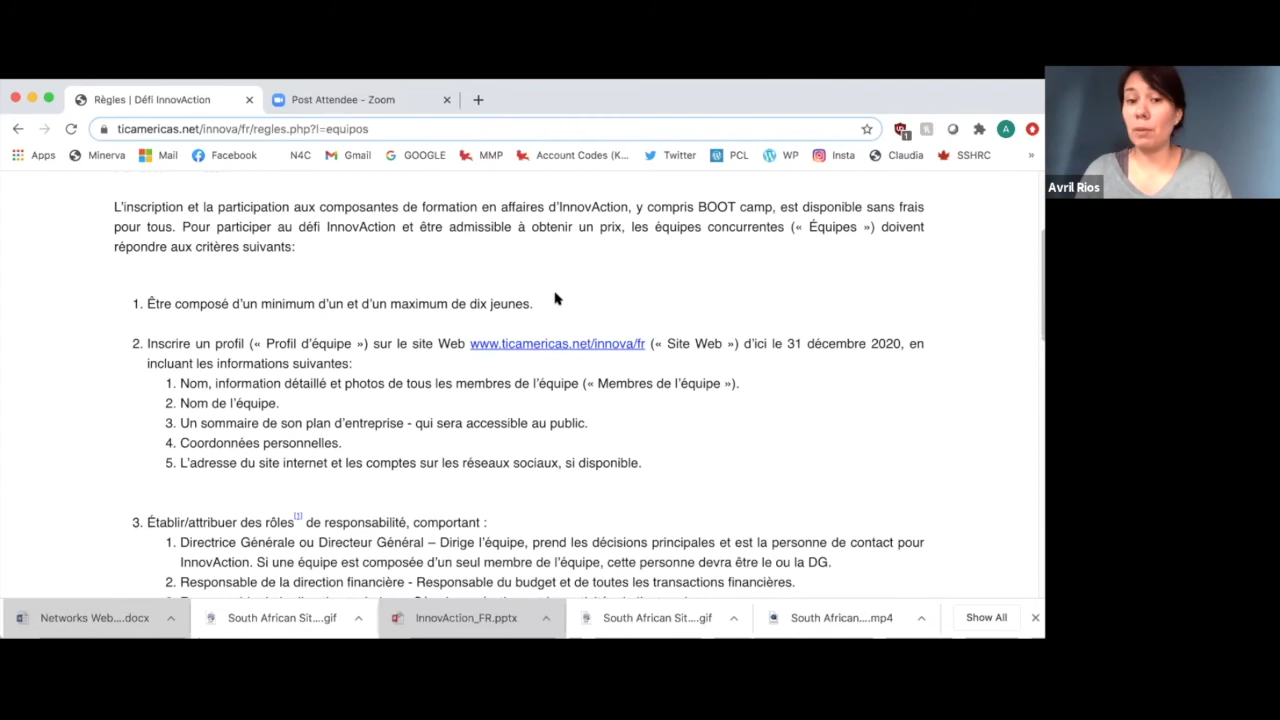 Règles | Défi InnovAction
Post Attendee - Zoom
ticamericas.net/innova/fr/regles.php?l=equipos
Apps Minerva Mail Facebook N4C Gmail GOOGLE MMP Account Codes (K... Twitter PCL WP Insta Claudia SSHRC »
Avril Rios
L'inscription et la participation aux composantes de formation en affaires d'InnovAction, y compris BOOT camp, est disponible sans frais
pour tous. Pour participer au défi InnovAction et être admissible à obtenir un prix, les équipes concurrentes (« Équipes ») doivent
répondre aux critères suivants:
1. Être composé d'un minimum d'un et d'un maximum de dix jeunes.
2. Inscrire un profil (« Profil d'équipe ») sur le site Web www.ticamericas.net/innova/fr (« Site Web ») d'ici le 31 décembre 2020, en
incluant les informations suivantes:
1. Nom, information détaillé et photos de tous les membres de l'équipe (« Membres de l'équipe »).
2. Nom de l'équipe.
3. Un sommaire de son plan d'entreprise - qui sera accessible au public.
4. Coordonnées personnelles.
5. L'adresse du site internet et les comptes sur les réseaux sociaux, si disponible.
3. Établir/attribuer des rôles[1] de responsabilité, comportant :
1. Directrice Générale ou Directeur Général – Dirige l'équipe, prend les décisions principales et est la personne de contact pour
InnovAction. Si une équipe est composée d'un seul membre de l'équipe, cette personne devra être le ou la DG.
2. Responsable de la direction financière - Responsable du budget et de toutes les transactions financières.
Networks Web....docx South African Sit....gif InnovAction_FR.pptx South African Sit....gif South African....mp4 Show All